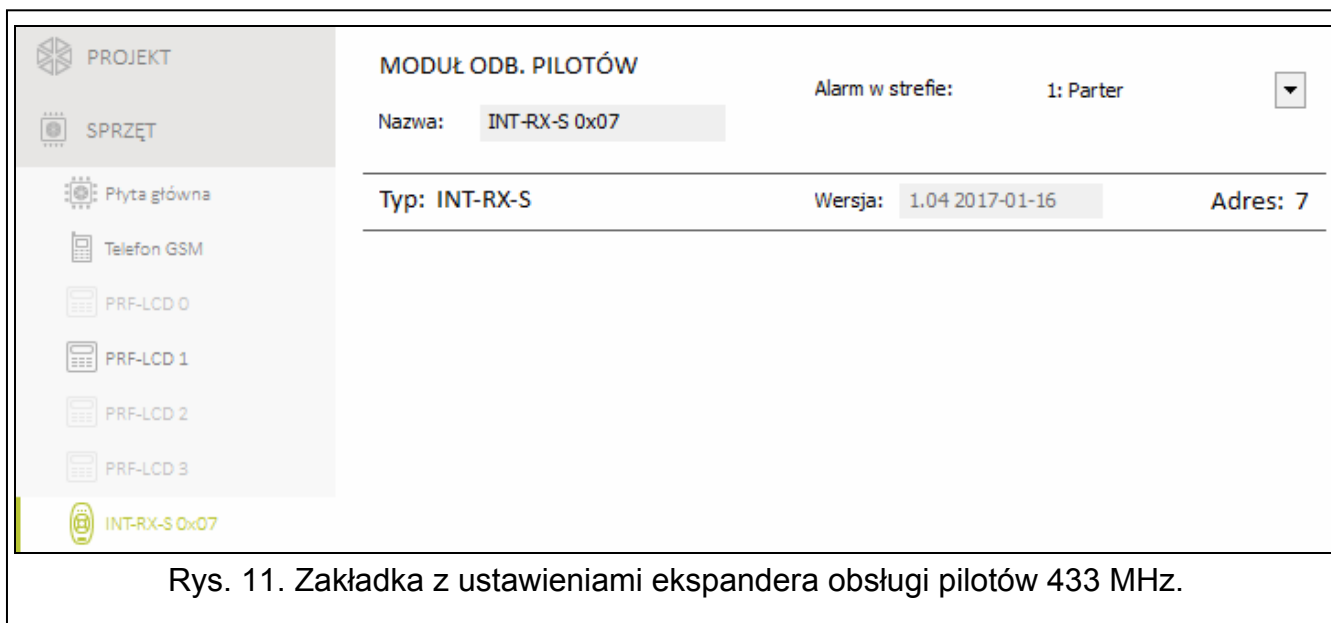 PROJEKT
SPRZĘT
Płyta główna
Telefon GSM
PRF-LCD 0
PRF-LCD 1
PRF-LCD 2
PRF-LCD 3
INT-RX-S 0x07
MODUŁ ODB. PILOTÓW
Alarm w strefie: 1: Parter
Nazwa: INT-RX-S 0x07
Typ: INT-RX-S Wersja: 1.04 2017-01-16 Adres: 7
Rys. 11. Zakładka z ustawieniami ekspandera obsługi pilotów 433 MHz.